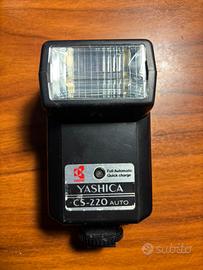 Full Automatic
Quick charge
YASHICA
CS-220 AUTO
subito